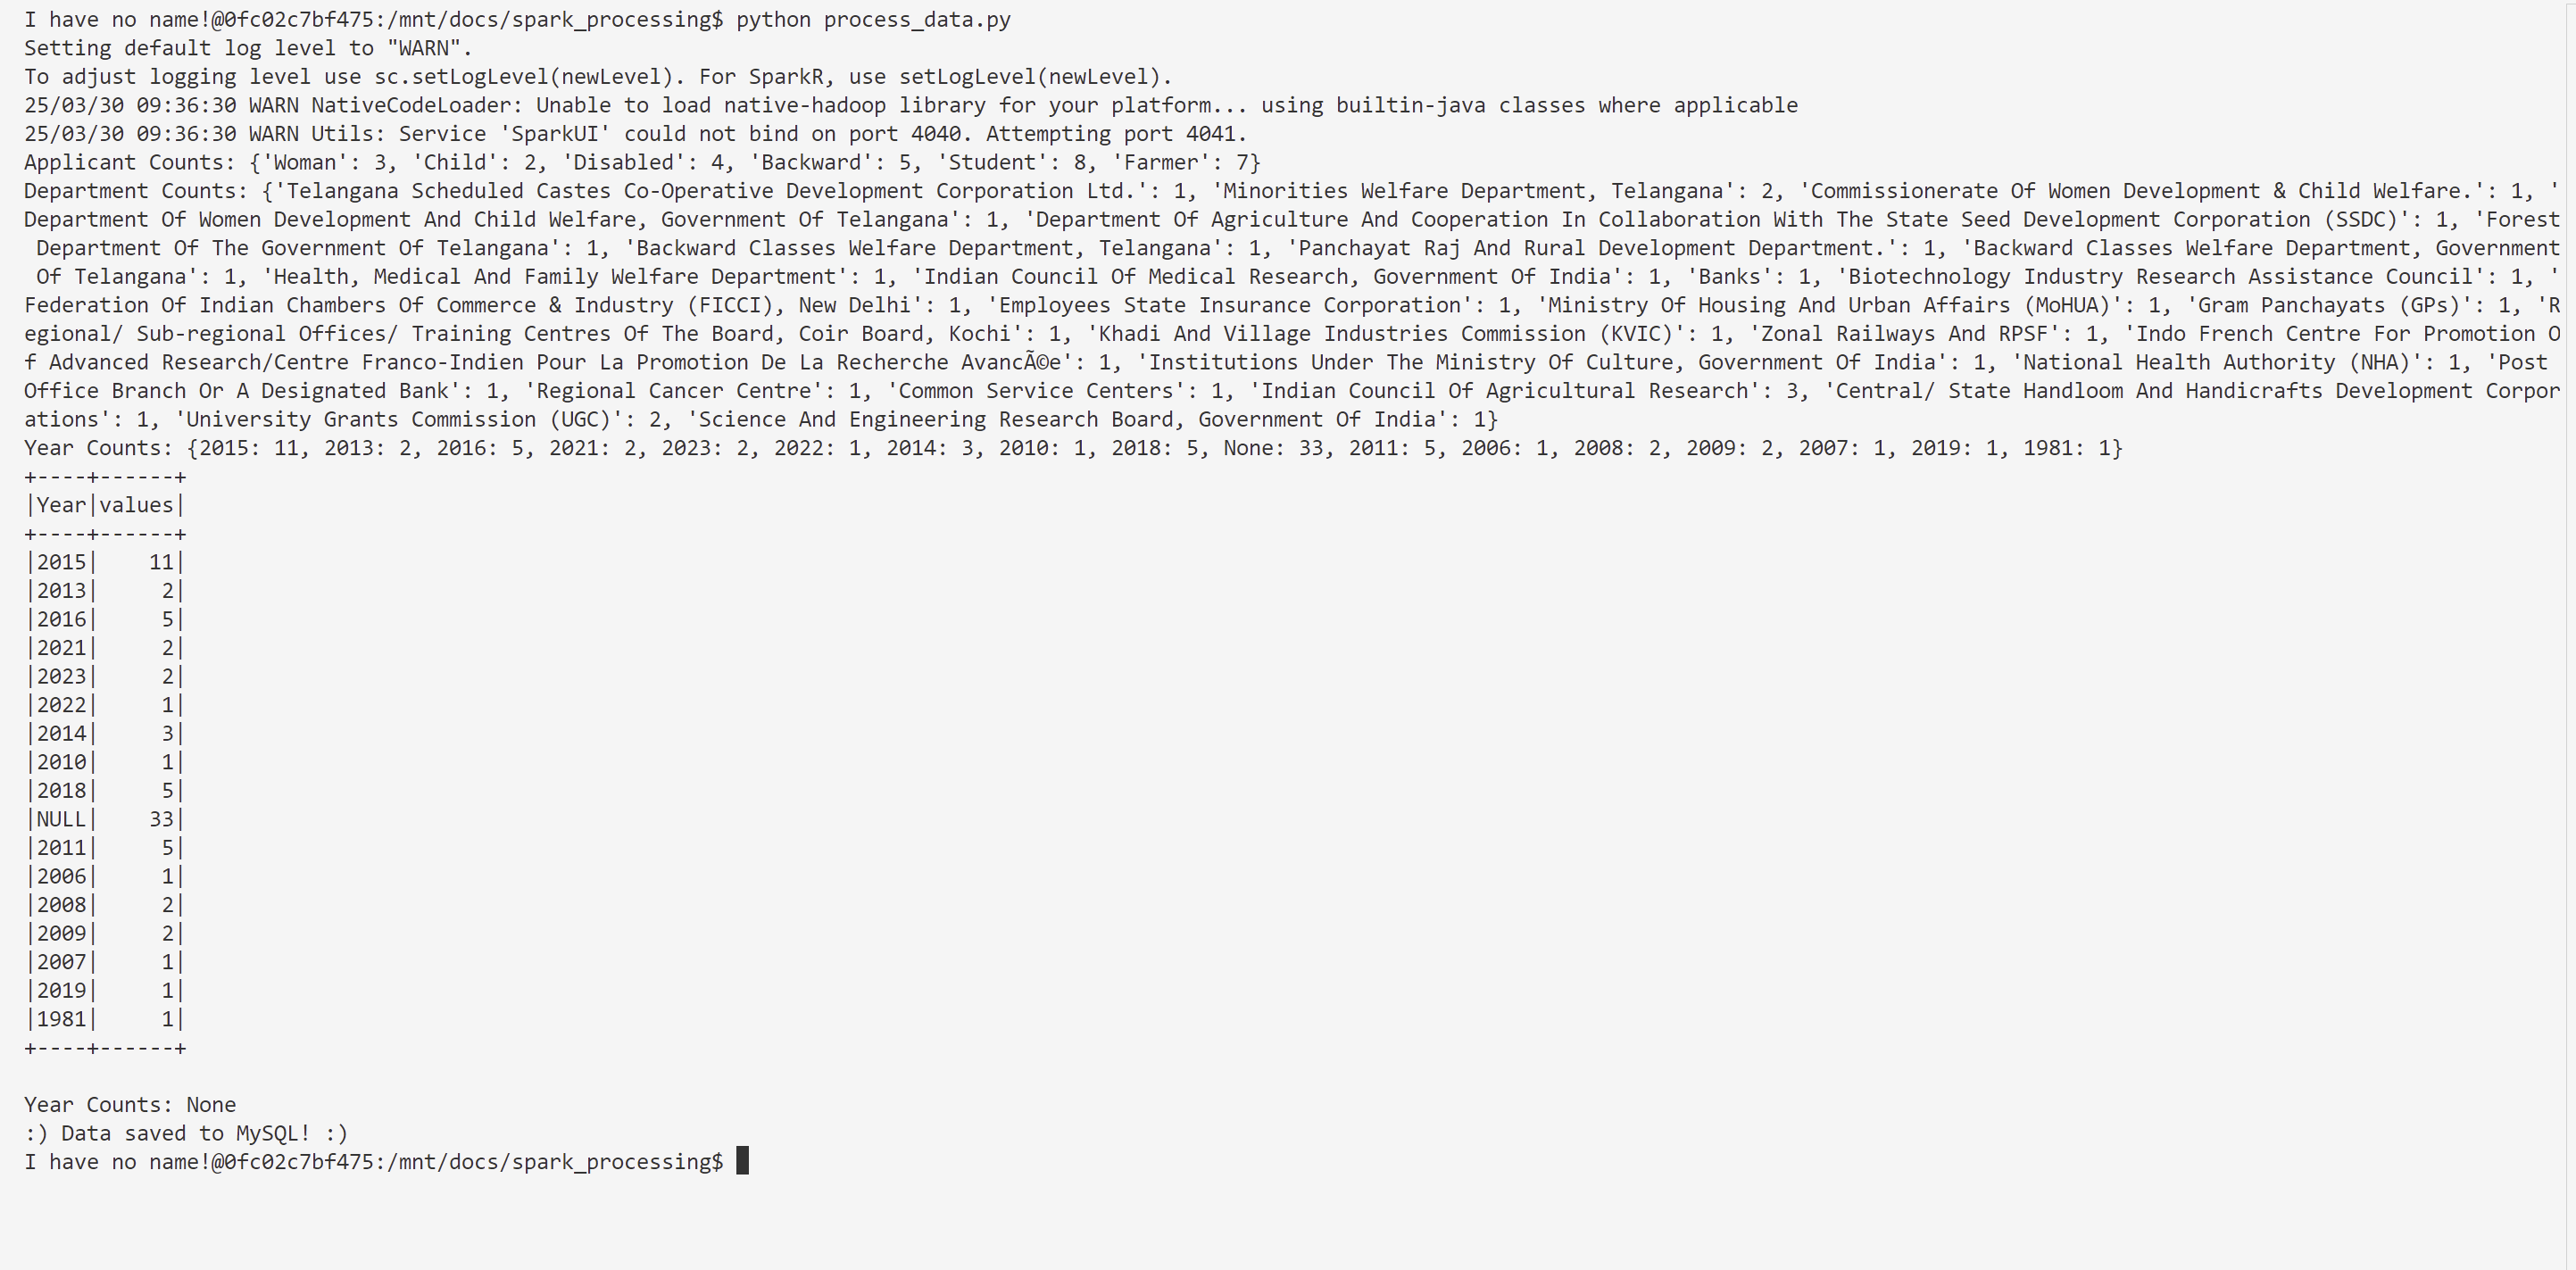 I have no name!@0fc02c7bf475:/mnt/docs/spark_processing$ python process_data.py
Setting default log level to "WARN".
To adjust logging level use sc.setLogLevel(newLevel). For SparkR, use setLogLevel(newLevel).
25/03/30 09:36:30 WARN NativeCodeLoader: Unable to load native-hadoop library for your platform... using builtin-java classes where applicable
25/03/30 09:36:30 WARN Utils: Service 'SparkUI' could not bind on port 4040. Attempting port 4041.
Applicant Counts: {'Woman': 3, 'Child': 2, 'Disabled': 4, 'Backward': 5, 'Student': 8, 'Farmer': 7}
Department Counts: {'Telangana Scheduled Castes Co-Operative Development Corporation Ltd.': 1, 'Minorities Welfare Department, Telangana': 2, 'Commissionerate Of Women Development & Child Welfare.': 1, '
Department Of Women Development And Child Welfare, Government Of Telangana': 1, 'Department Of Agriculture And Cooperation In Collaboration With The State Seed Development Corporation (SSDC)': 1, 'Forest
 Department Of The Government Of Telangana': 1, 'Backward Classes Welfare Department, Telangana': 1, 'Panchayat Raj And Rural Development Department.': 1, 'Backward Classes Welfare Department, Government
 Of Telangana': 1, 'Health, Medical And Family Welfare Department': 1, 'Indian Council Of Medical Research, Government Of India': 1, 'Banks': 1, 'Biotechnology Industry Research Assistance Council': 1, '
Federation Of Indian Chambers Of Commerce & Industry (FICCI), New Delhi': 1, 'Employees State Insurance Corporation': 1, 'Ministry Of Housing And Urban Affairs (MoHUA)': 1, 'Gram Panchayats (GPs)': 1, 'R
egional/ Sub-regional Offices/ Training Centres Of The Board, Coir Board, Kochi': 1, 'Khadi And Village Industries Commission (KVIC)': 1, 'Zonal Railways And RPSF': 1, 'Indo French Centre For Promotion O
f Advanced Research/Centre Franco-Indien Pour La Promotion De La Recherche AvancÃ©e': 1, 'Institutions Under The Ministry Of Culture, Government Of India': 1, 'National Health Authority (NHA)': 1, 'Post
Office Branch Or A Designated Bank': 1, 'Regional Cancer Centre': 1, 'Common Service Centers': 1, 'Indian Council Of Agricultural Research': 3, 'Central/ State Handloom And Handicrafts Development Corpor
ations': 1, 'University Grants Commission (UGC)': 2, 'Science And Engineering Research Board, Government Of India': 1}
Year Counts: {2015: 11, 2013: 2, 2016: 5, 2021: 2, 2023: 2, 2022: 1, 2014: 3, 2010: 1, 2018: 5, None: 33, 2011: 5, 2006: 1, 2008: 2, 2009: 2, 2007: 1, 2019: 1, 1981: 1}
+----+------+
|Year|values|
+----+------+
|2015|    11|
|2013|     2|
|2016|     5|
|2021|     2|
|2023|     2|
|2022|     1|
|2014|     3|
|2010|     1|
|2018|     5|
|NULL|    33|
|2011|     5|
|2006|     1|
|2008|     2|
|2009|     2|
|2007|     1|
|2019|     1|
|1981|     1|
+----+------+
Year Counts: None
:) Data saved to MySQL! :)
I have no name!@0fc02c7bf475:/mnt/docs/spark_processing$